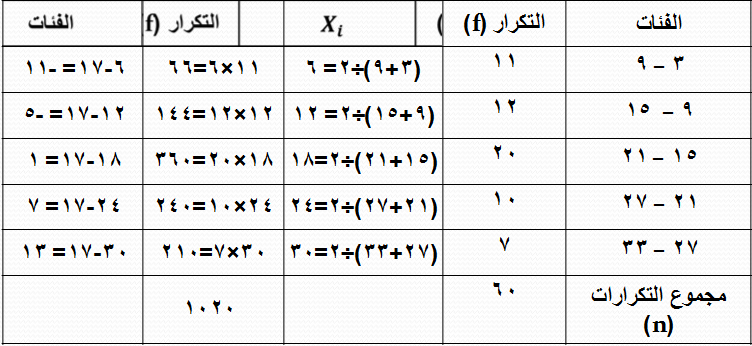 الفئات | التكرار (f) | ( | Xi | التكرار (f | الفئات
٣ – ٩ | ١١ | (٣+٩)÷٢= ٦ | ١١×٦=٦٦ | ٦-١٧= -١١
٩ – ١٥ | ١٢ | (٩+١٥)÷٢= ١٢ | ١٢×١٢=١٤٤ | ١٢-١٧= -٥
١٥ – ٢١ | ٢٠ | (١٥+٢١)÷٢=١٨ | ١٨×٢٠=٣٦٠ | ١٨-١٧= ١
٢١ – ٢٧ | ١٠ | (٢١+٢٧)÷٢=٢٤ | ٢٤×١٠=٢٤٠ | ٢٤-١٧= ٧
٢٧ – ٣٣ | ٧ | (٢٧+٣٣)÷٢=٣٠ | ٣٠×٧=٢١٠ | ٣٠-١٧= ١٣
مجموع التكرارات | ٦٠ | ١٠٢٠
(n)